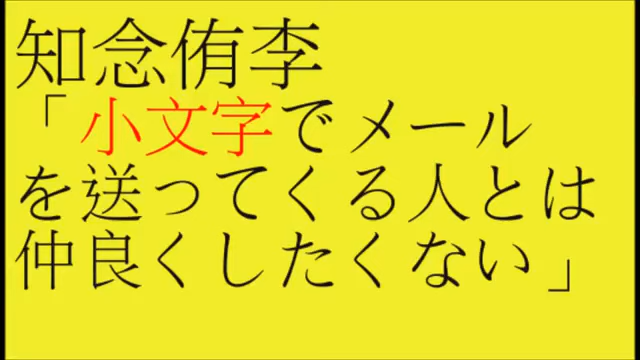 知念侑李
「小文字でメール
を送ってくる人とは
仲良くしたくない」